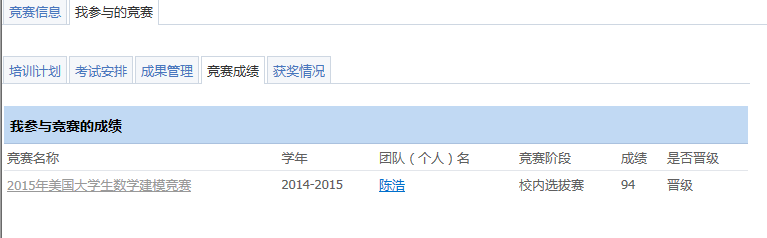 竞赛信息 我参与的竞赛
培训计划 考试安排 成果管理 竞赛成绩 获奖情况
我参与竞赛的成绩
竞赛名称 学年 团队（个人）名 竞赛阶段 成绩 是否晋级
2015年美国大学生数学建模竞赛 2014-2015 陈浩 校内选拔赛 94 晋级